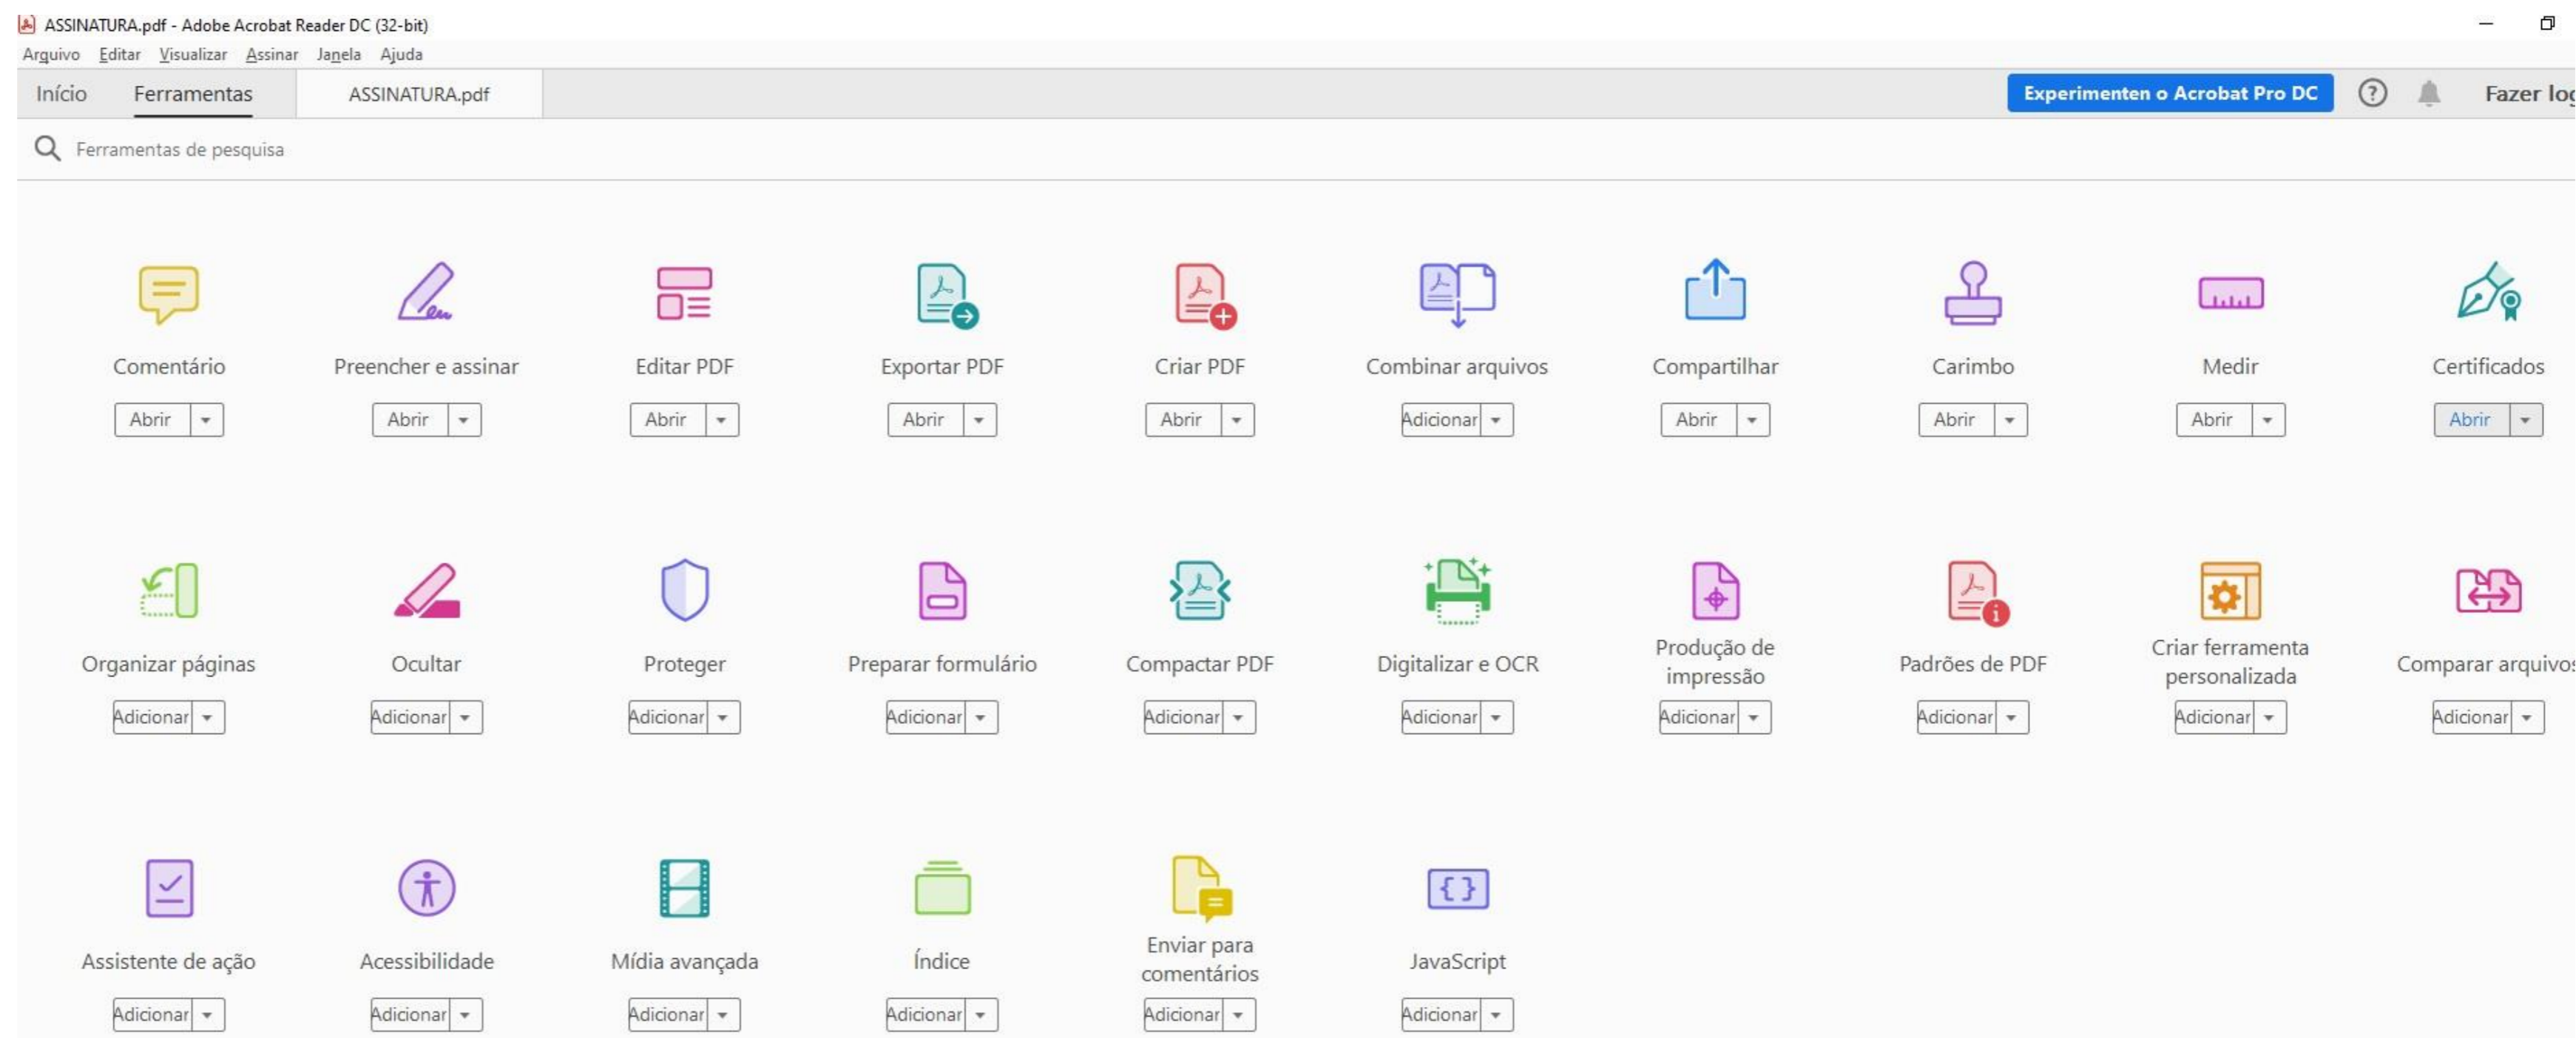 ASSINATURA.pdf - Adobe Acrobat Reader DC (32-bit)
Arquivo Editar Visualizar Assinar Janela Ajuda
Início Ferramentas ASSINATURA.pdf Experimenten o Acrobat Pro DC ? Fazer log
Ferramentas de pesquisa
Comentário Preencher e assinar Editar PDF Exportar PDF Criar PDF Combinar arquivos Compartilhar Carimbo Medir Certificados
Abrir Abrir Abrir Abrir Abrir Adicionar Abrir Abrir Abrir Abrir
Organizar páginas Ocultar Proteger Preparar formulário Compactar PDF Digitalizar e OCR Produção de impressão Padrões de PDF Criar ferramenta personalizada Comparar arquivos
Adicionar Adicionar Adicionar Adicionar Adicionar Adicionar Adicionar Adicionar Adicionar Adicionar
Assistente de ação Acessibilidade Mídia avançada Índice Enviar para comentários JavaScript
Adicionar Adicionar Adicionar Adicionar Adicionar Adicionar